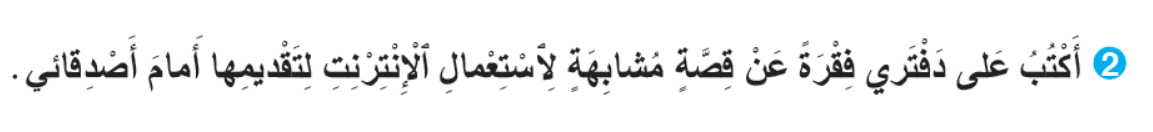 2 أَكْتُبُ عَلى دَفْتَري فِقْرَةً عَنْ قِصَّةٍ مُشابِهَةٍ لِٱسْتِعْمالِ ٱلْإِنْتِرْنِتِ لِتَقْديمِها أَمامَ أَصْدِقائي .